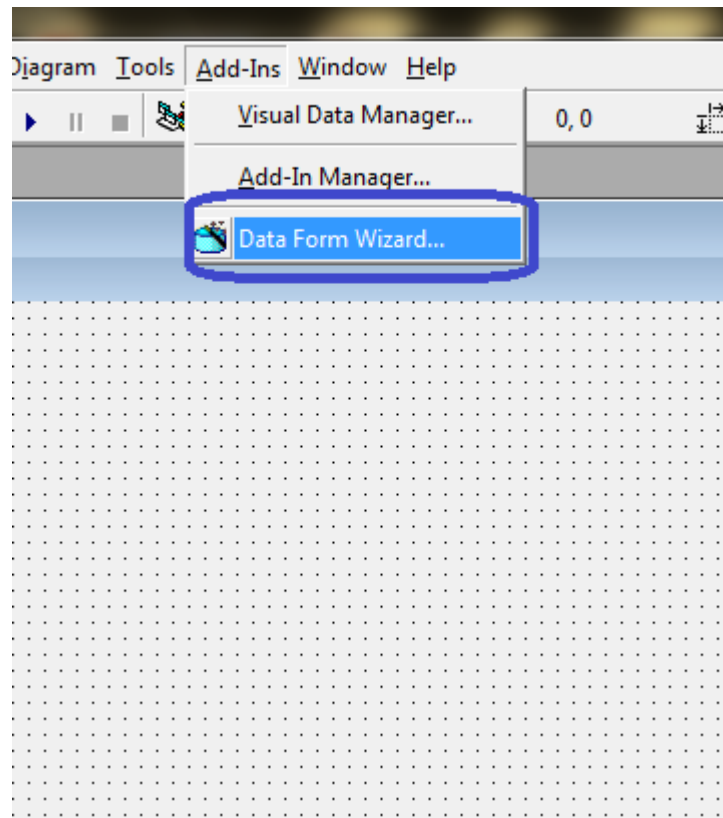 Diagram Tools Add-Ins Window Help
Visual Data Manager...
0, 0
Add-In Manager...
Data Form Wizard...